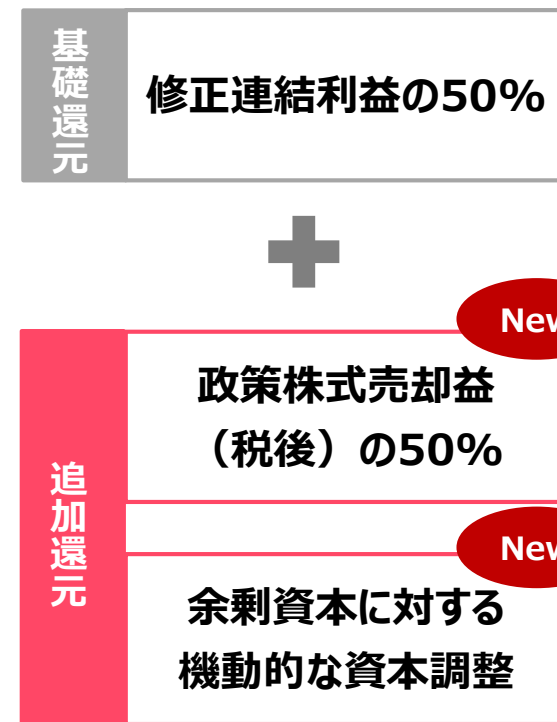 基礎還元
修正連結利益の50%
New
政策株式売却益
（税後）の50%
追加還元
New
余剰資本に対する
機動的な資本調整